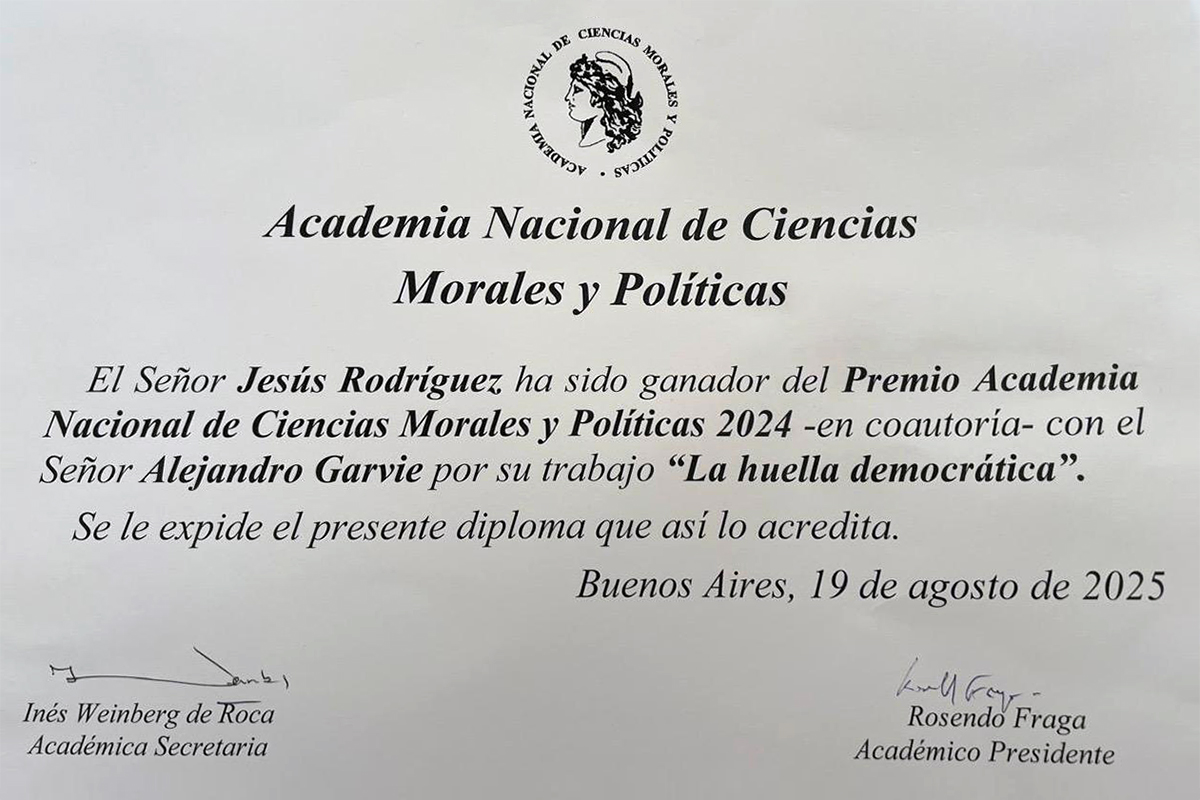 ACADEMIA NACIONAL DE CIENCIAS MORALES Y POLITICAS •
Academia Nacional de Ciencias
Morales y Políticas
El Señor Jesús Rodríguez ha sido ganador del Premio Academia
Nacional de Ciencias Morales y Políticas 2024 -en coautoría- con el
Señor Alejandro Garvie por su trabajo “La huella democrática”.
Se le expide el presente diploma que así lo acredita.
Buenos Aires, 19 de agosto de 2025
Inés Weinberg de Roca
Académica Secretaria
Rosendo Fraga
Académico Presidente